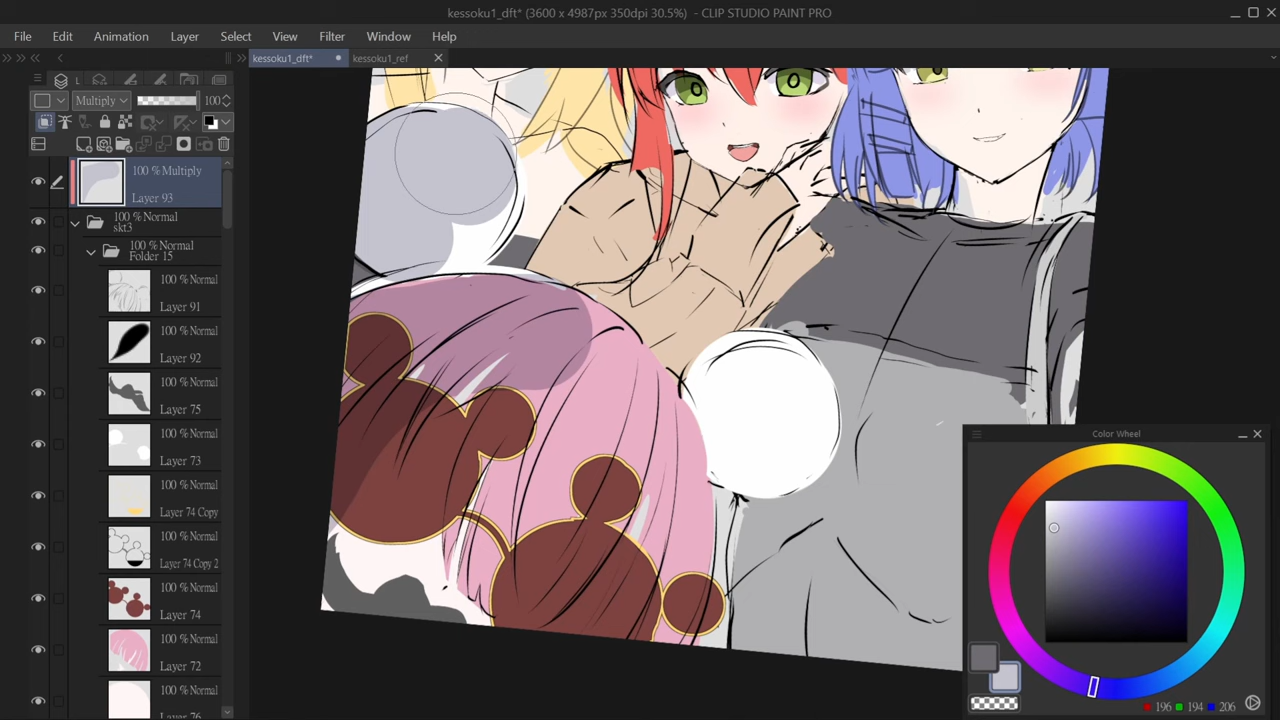 kessoku1_dft* (3600 x 4987px 350dpi 30.5%) - CLIP STUDIO PAINT PRO
File Edit Animation Layer Select View Filter Window Help
kessoku1_dft* kessoku1_ref
L
Multiply 100
100 % Multiply
Layer 93
100 % Normal
skt3
100 % Normal
Folder 15
100 % Normal
Layer 91
100 % Normal
Layer 92
100 % Normal
Layer 75
100 % Normal
Layer 73
100 % Normal
Layer 74 Copy
100 % Normal
Layer 74 Copy 2
100 % Normal
Layer 74
100 % Normal
Layer 72
100 % Normal
Layer 76
Color Wheel
196 194 206